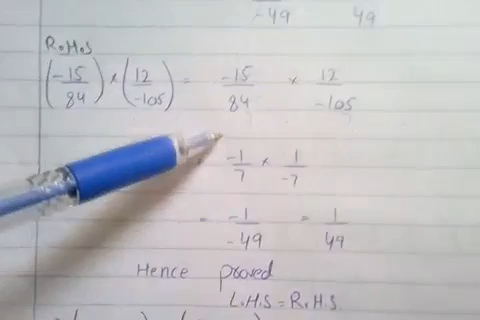 -49 49
R.H.S
(-15/84) × (12/-105) = -15/84 × 12/-105
-1/7 × 1/-7
= -1/-49 = 1/49
Hence proved
L.H.S = R.H.S.